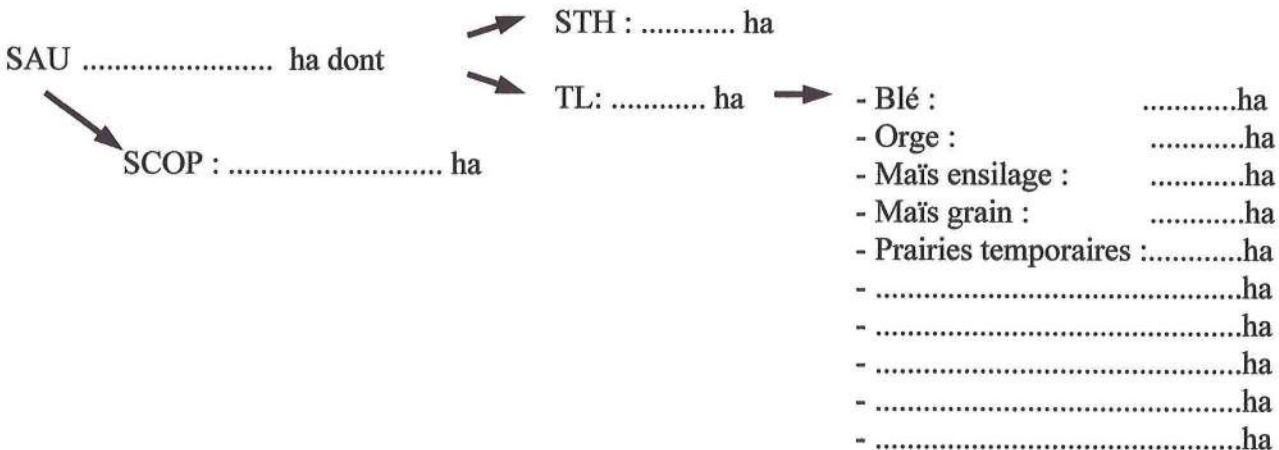 STH : ............ ha
SAU ........................ ha dont
TL: ............ ha
- Blé : ............ha
- Orge : ............ha
SCOP : ........................... ha
- Maïs ensilage : ............ha
- Maïs grain : ............ha
- Prairies temporaires :............ha
- ...............................................ha
- ...............................................ha
- ...............................................ha
- ...............................................ha
- ...............................................ha